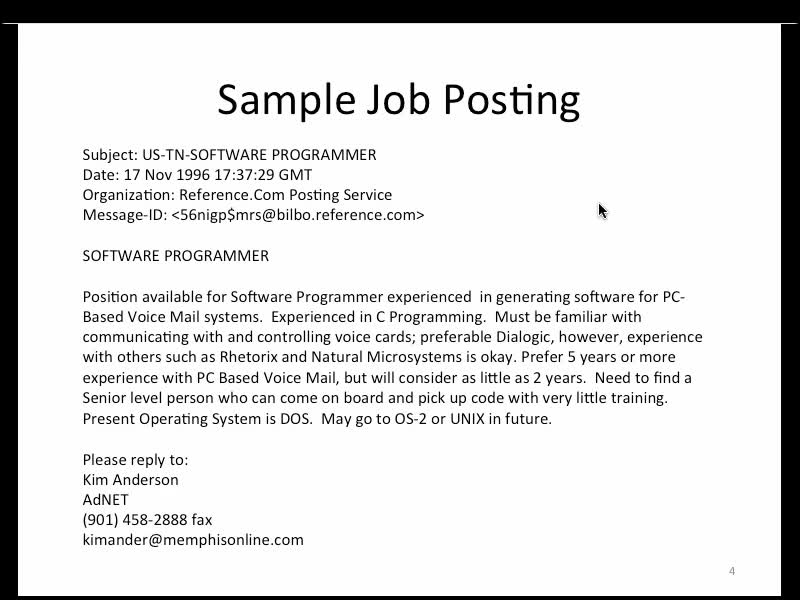 Sample Job Posting
Subject: US-TN-SOFTWARE PROGRAMMER
Date: 17 Nov 1996 17:37:29 GMT
Organization: Reference.Com Posting Service
Message-ID: <56nigp$mrs@bilbo.reference.com>
SOFTWARE PROGRAMMER
Position available for Software Programmer experienced  in generating software for PC-
Based Voice Mail systems.  Experienced in C Programming.  Must be familiar with
communicating with and controlling voice cards; preferable Dialogic, however, experience
with others such as Rhetorix and Natural Microsystems is okay. Prefer 5 years or more
experience with PC Based Voice Mail, but will consider as little as 2 years.  Need to find a
Senior level person who can come on board and pick up code with very little training.
Present Operating System is DOS.  May go to OS-2 or UNIX in future.
Please reply to:
Kim Anderson
AdNET
(901) 458-2888 fax
kimander@memphisonline.com
4